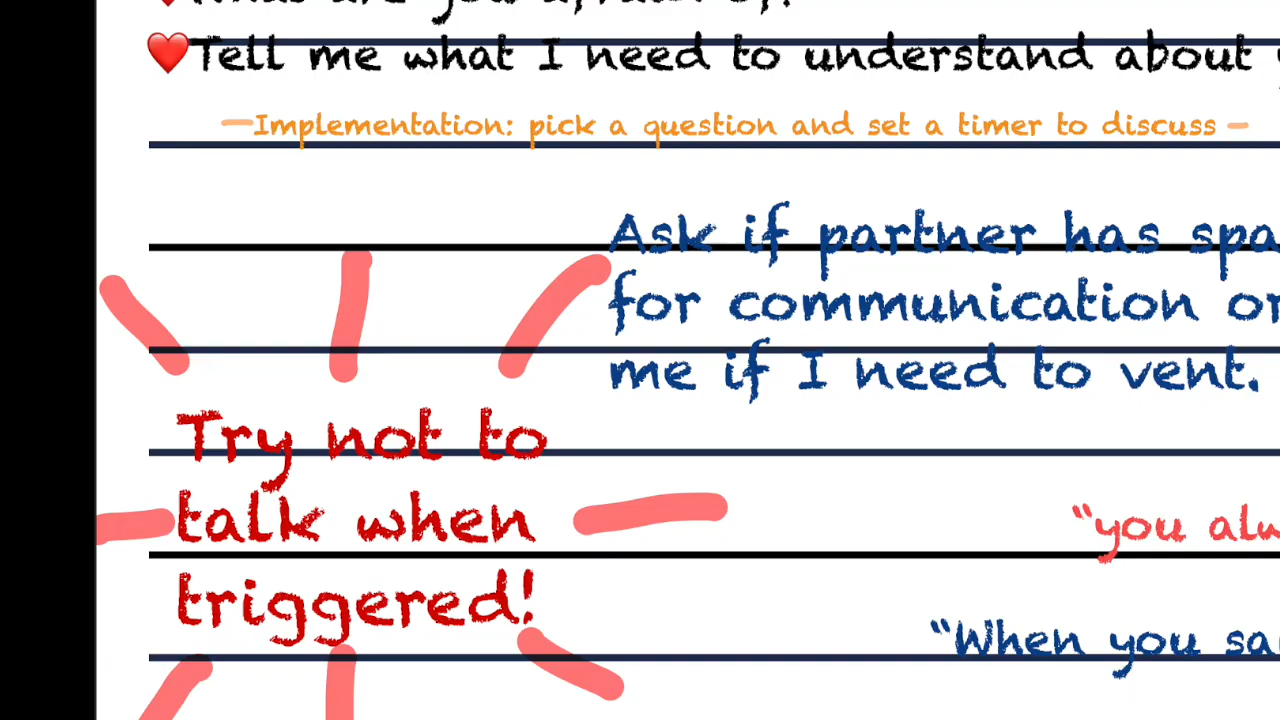 ❤️Tell me what I need to understand about
—Implementation: pick a question and set a timer to discuss —
Ask if partner has spa
for communication or
me if I need to vent.
Try not to
talk when
triggered!
"you alw
"When you sa